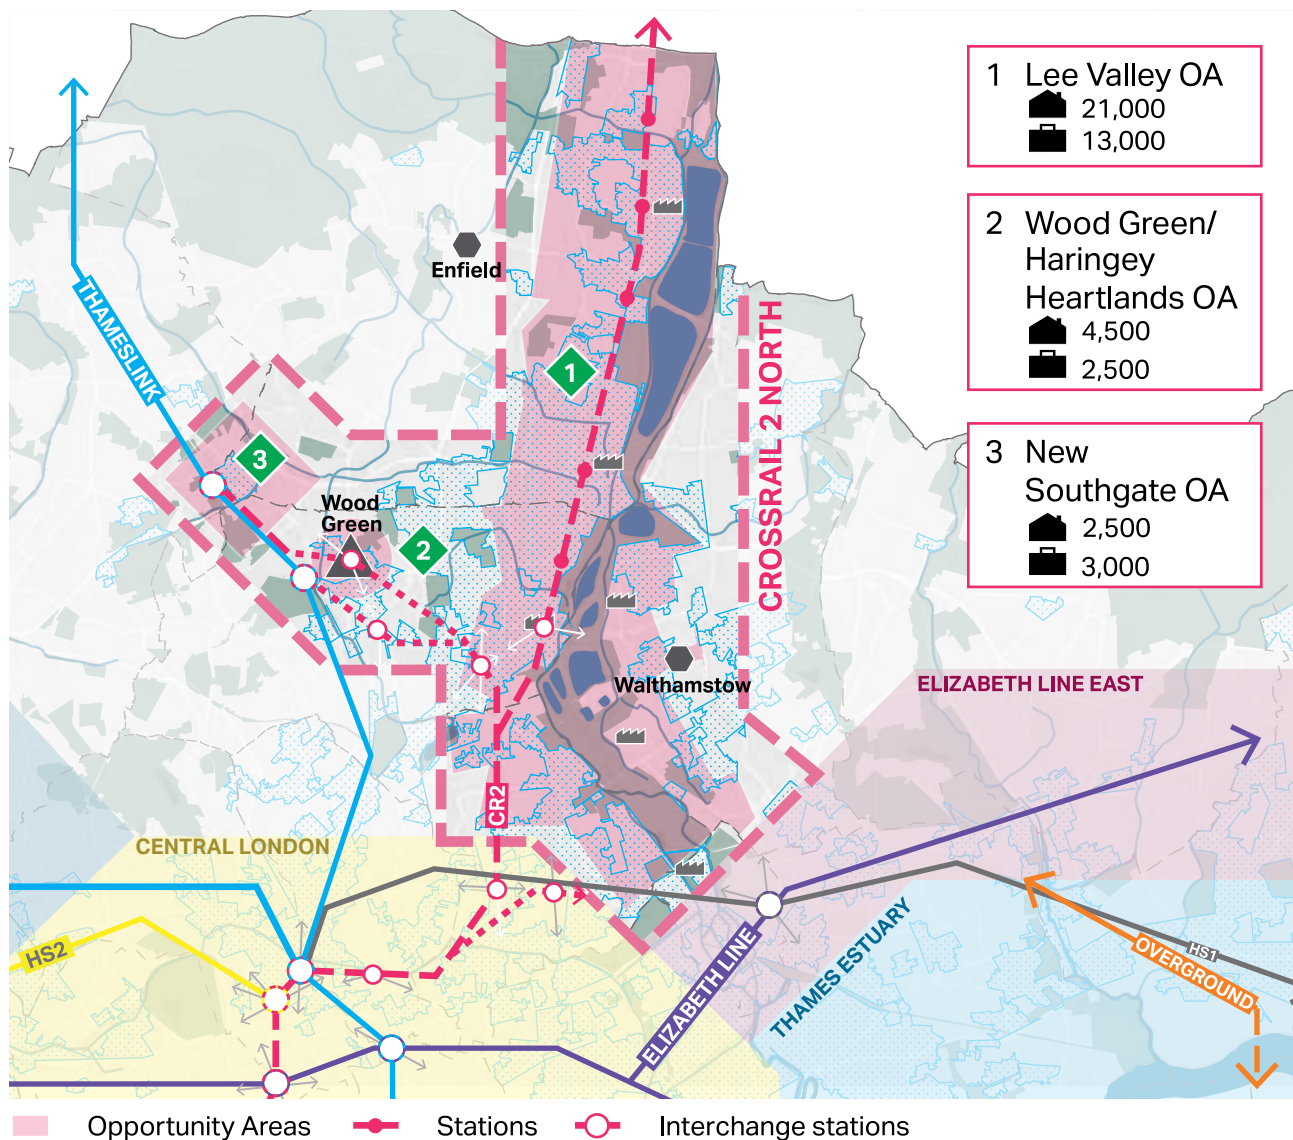 1 Lee Valley OA
21,000
13,000
2 Wood Green/
Haringey
Heartlands OA
4,500
2,500
3 New
Southgate OA
2,500
3,000
Enfield
THAMESLINK
1
CROSSRAIL 2 NORTH
3
Wood
Green
2
Walthamstow
ELIZABETH LINE EAST
CR2
CENTRAL LONDON
HS2
ELIZABETH LINE
THAMES ESTUARY
HS1
OVERGROUND
Opportunity Areas
Stations
Interchange stations